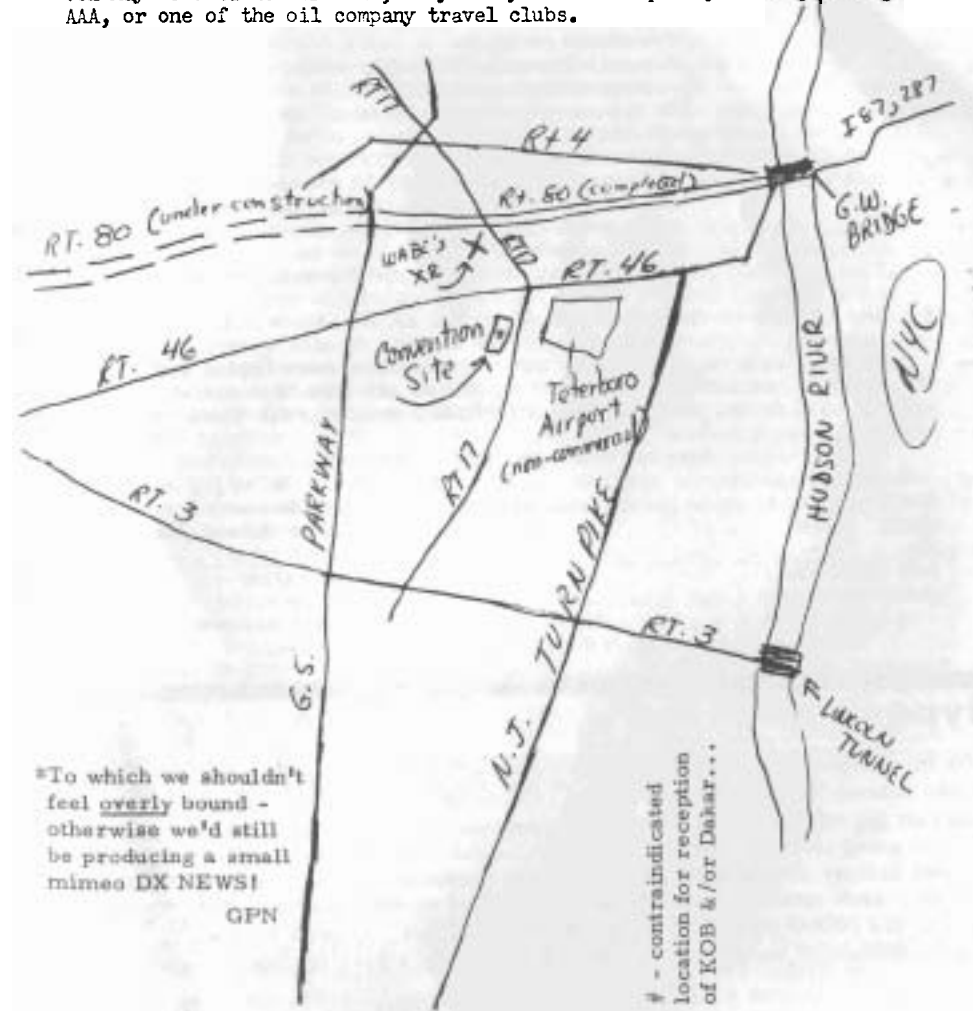 AAA, or one of the oil company travel clubs.
RT 17
Rt 4
I 87, 287
RT. 80 (under construction)
Rt. 80 (completed)
G.W.
BRIDGE
WABC's
XR
RT 17
RT. 46
RT. 46
Convention
Site
Teterboro
Airport
(non-commercial)
HUDSON RIVER
NYC
RT. 3
G.S. PARKWAY
RT 17
N.J. TURNPIKE
RT. 3
LINCOLN
TUNNEL
*To which we shouldn't
feel overly bound -
otherwise we'd still
be producing a small
mimeo DX NEWS!
GPN
# - contraindicated
location for reception
of KOB &/or Dakar...